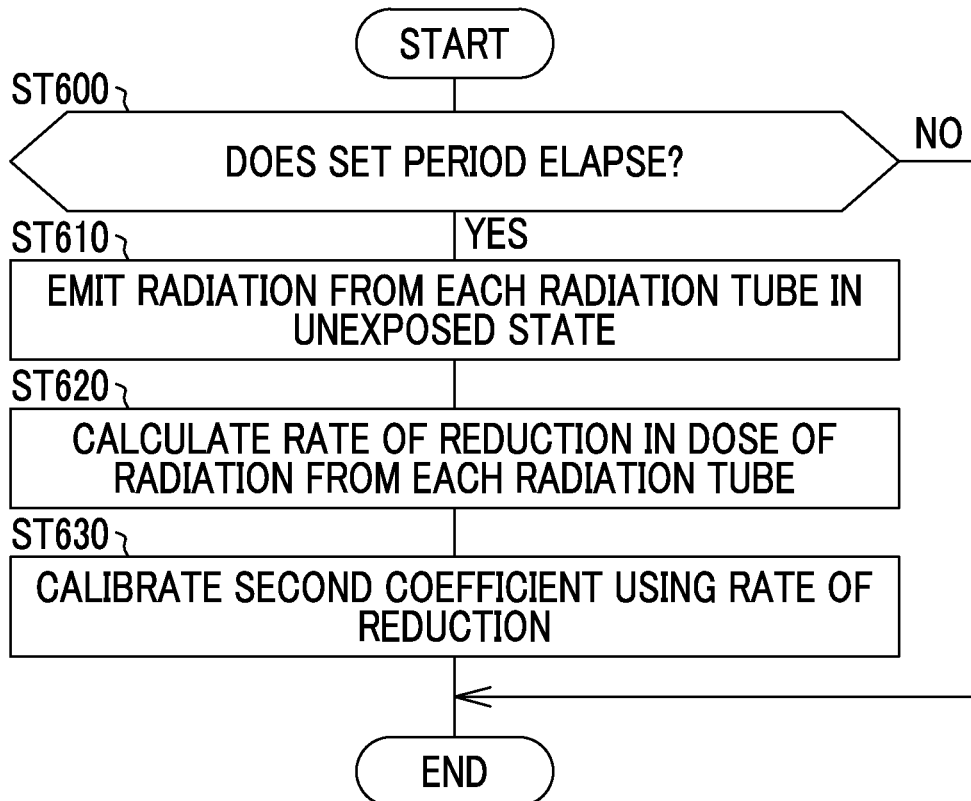 START
ST600
DOES SET PERIOD ELAPSE?
NO
YES
ST610
EMIT RADIATION FROM EACH RADIATION TUBE IN
UNEXPOSED STATE
ST620
CALCULATE RATE OF REDUCTION IN DOSE OF
RADIATION FROM EACH RADIATION TUBE
ST630
CALIBRATE SECOND COEFFICIENT USING RATE OF
REDUCTION
END